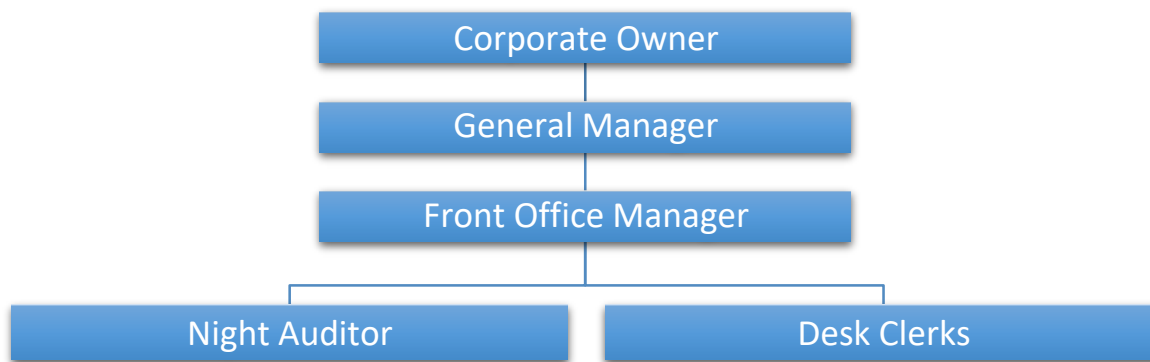 Corporate Owner
General Manager
Front Office Manager
Night Auditor
Desk Clerks